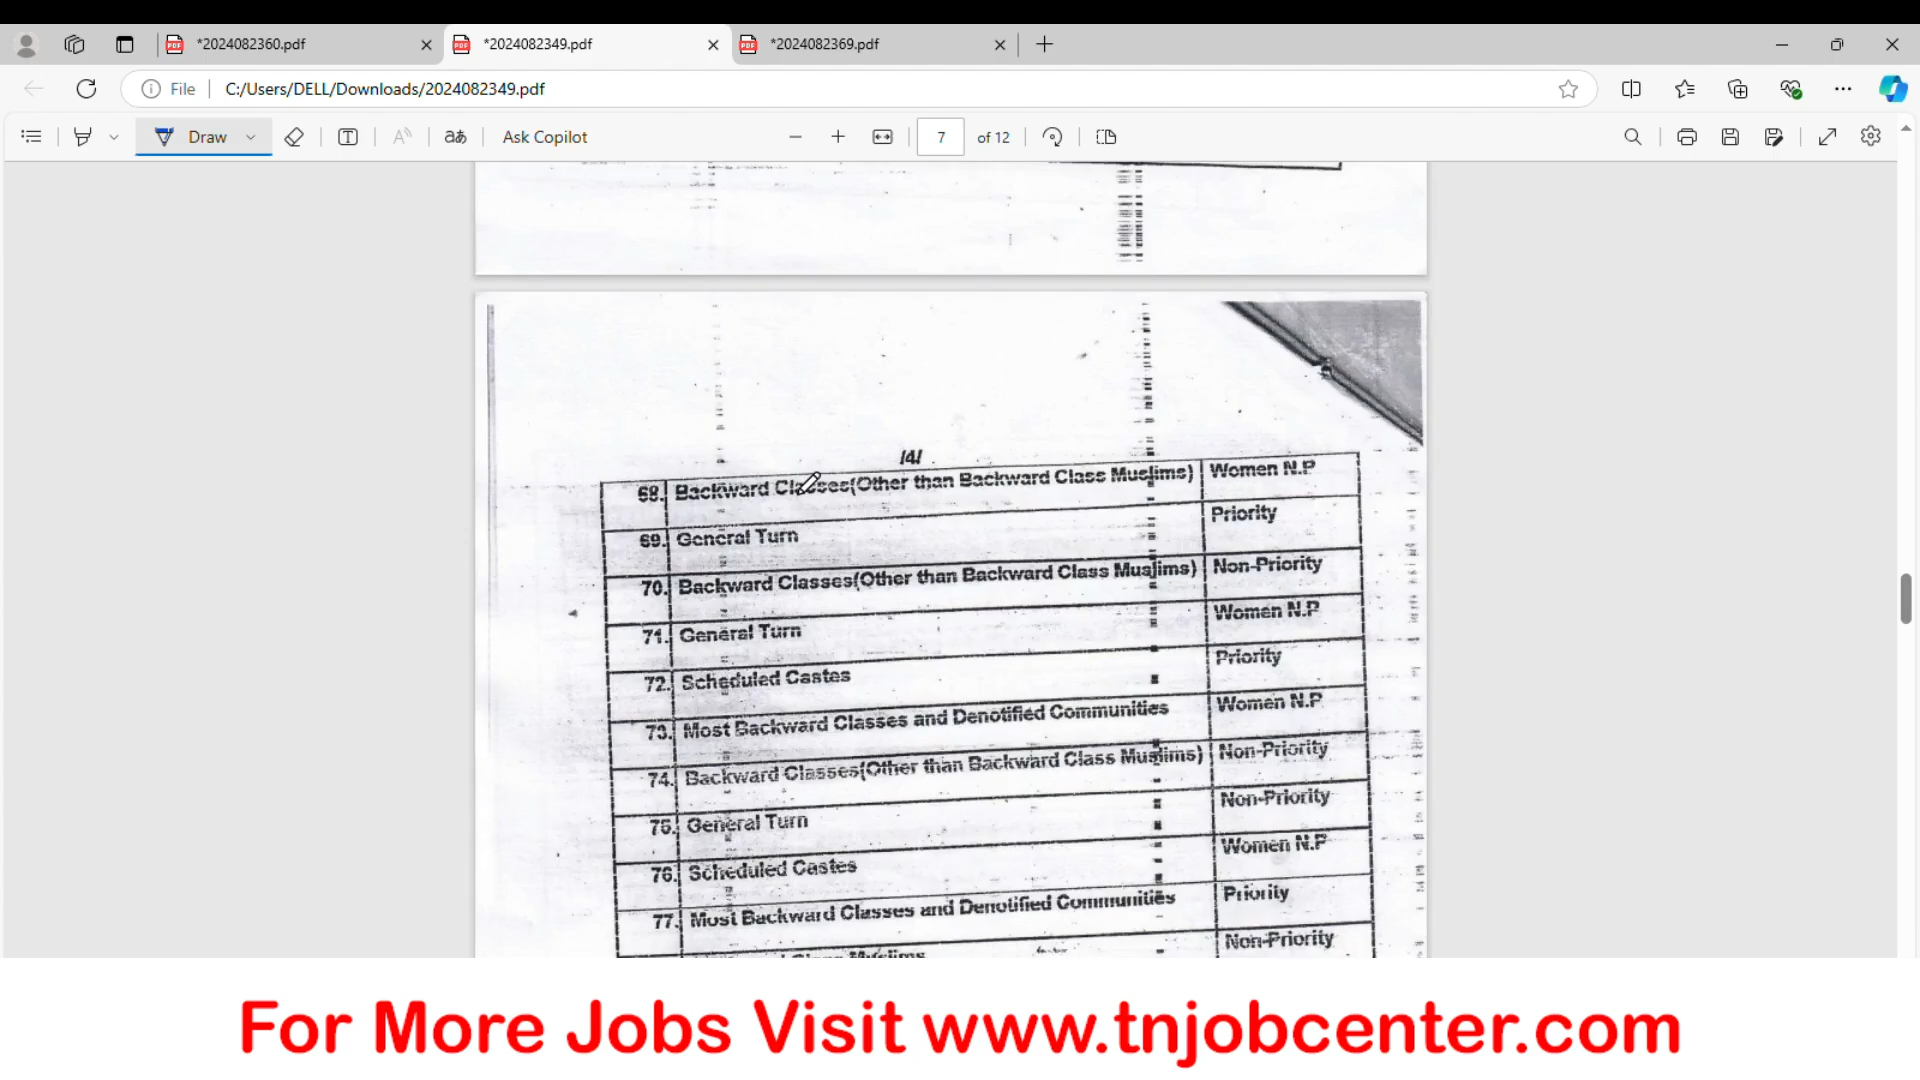 *2024082360.pdf
*2024082349.pdf
*2024082369.pdf
File
C:/Users/DELL/Downloads/2024082349.pdf
Draw
Ask Copilot
7 of 12
/4/
68. Backward Classes(Other than Backward Class Muslims) Women N.P
69. General Turn Priority
70. Backward Classes(Other than Backward Class Muslims) Non-Priority
71. General Turn Women N.P
72. Scheduled Castes Priority
73. Most Backward Classes and Denotified Communities Women N.P
74. Backward Classes(Other than Backward Class Muslims) Non-Priority
75. General Turn Non-Priority
76. Scheduled Castes Women N.P
77. Most Backward Classes and Denotified Communities Priority
Muslims Non-Priority
For More Jobs Visit www.tnjobcenter.com